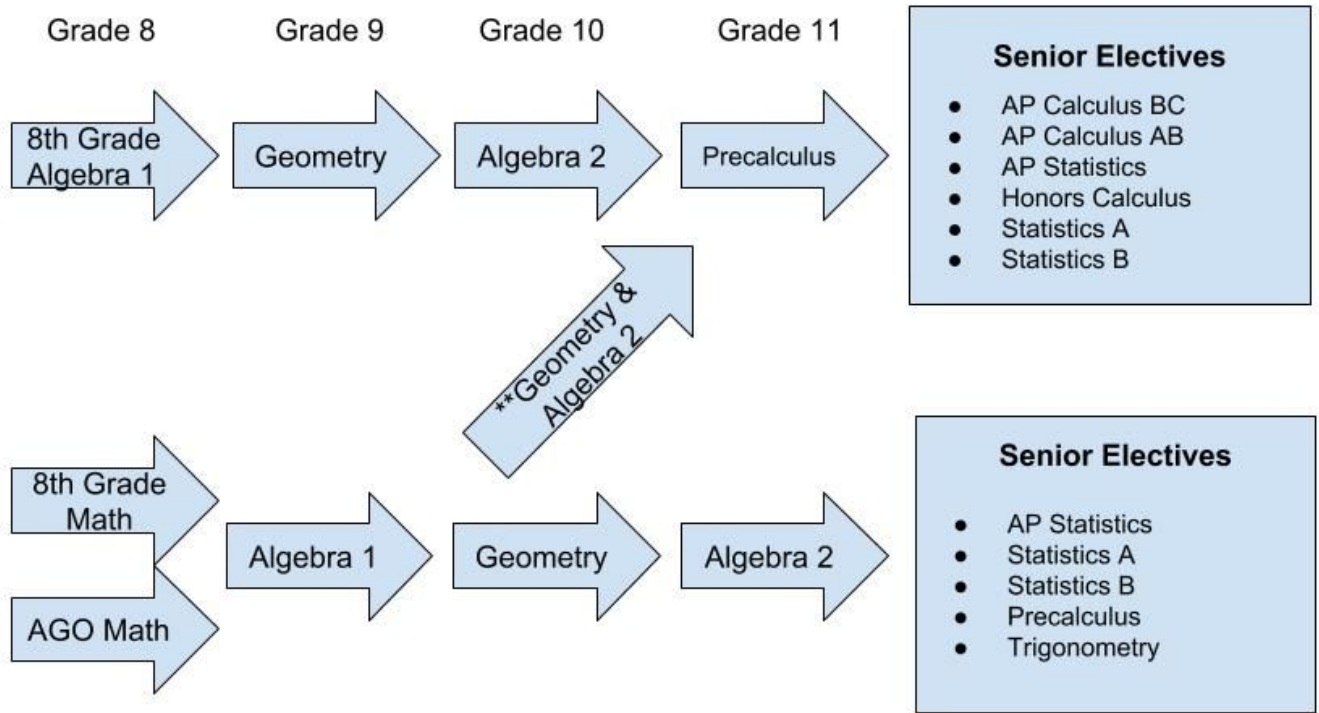 Grade 8 Grade 9 Grade 10 Grade 11
8th Grade
Algebra 1
Geometry
Algebra 2
Precalculus
Senior Electives
● AP Calculus BC
● AP Calculus AB
● AP Statistics
● Honors Calculus
● Statistics A
● Statistics B
**Geometry &
Algebra 2
8th Grade
Math
AGO Math
Algebra 1
Geometry
Algebra 2
Senior Electives
● AP Statistics
● Statistics A
● Statistics B
● Precalculus
● Trigonometry